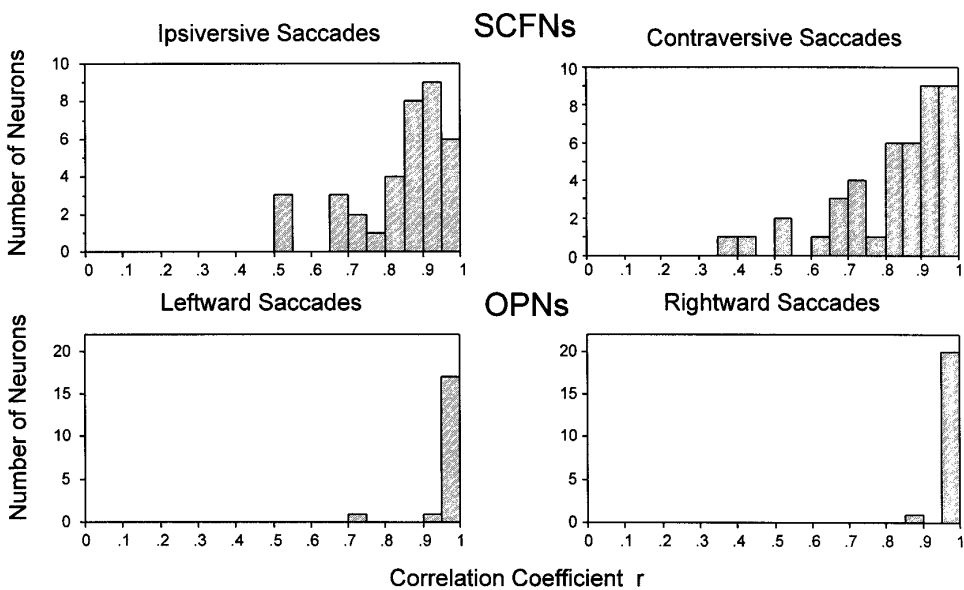 SCFNs
Ipsiversive Saccades
Contraversive Saccades
Number of Neurons
10
8
6
4
2
0
0 .1 .2 .3 .4 .5 .6 .7 .8 .9 1
10
8
6
4
2
0
0 .1 .2 .3 .4 .5 .6 .7 .8 .9 1
OPNs
Leftward Saccades
Rightward Saccades
Number of Neurons
20
15
10
5
0
0 .1 .2 .3 .4 .5 .6 .7 .8 .9 1
20
15
10
5
0
0 .1 .2 .3 .4 .5 .6 .7 .8 .9 1
Correlation Coefficient r